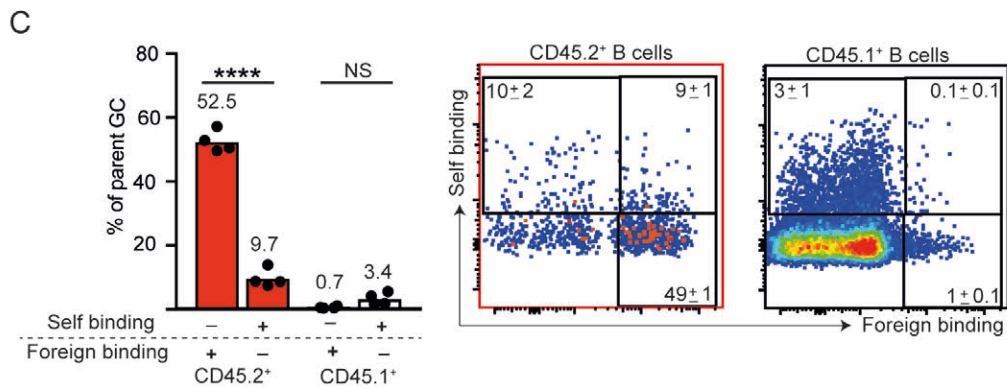 C
80
60
40
20
% of parent GC
****
NS
52.5
9.7
0.7
3.4
Self binding − + − +
Foreign binding + − + −
CD45.2⁺ CD45.1⁺
CD45.2⁺ B cells
10±2
9±1
49±1
CD45.1⁺ B cells
3±1
0.1±0.1
1±0.1
Self binding
Foreign binding